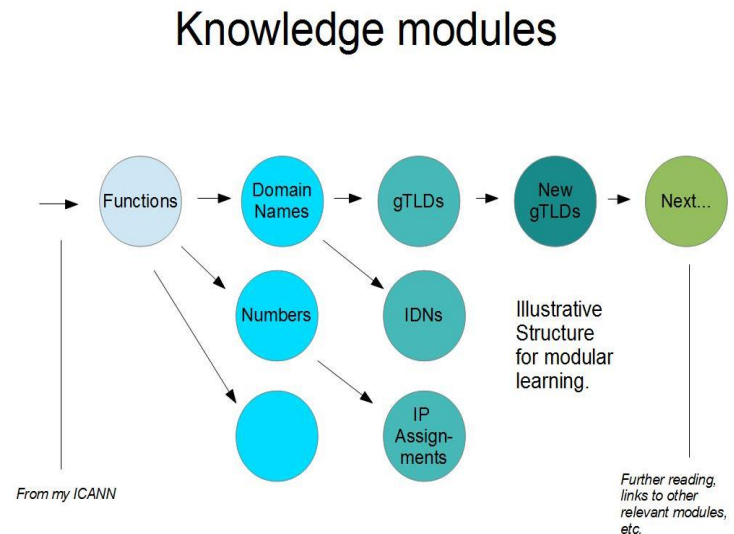 Knowledge modules
Functions
Domain
Names
gTLDs
New
gTLDs
Next...
Numbers
IDNs
Illustrative
Structure
for modular
learning.
IP
Assign-
ments
From my ICANN
Further reading,
links to other
relevant modules,
etc.